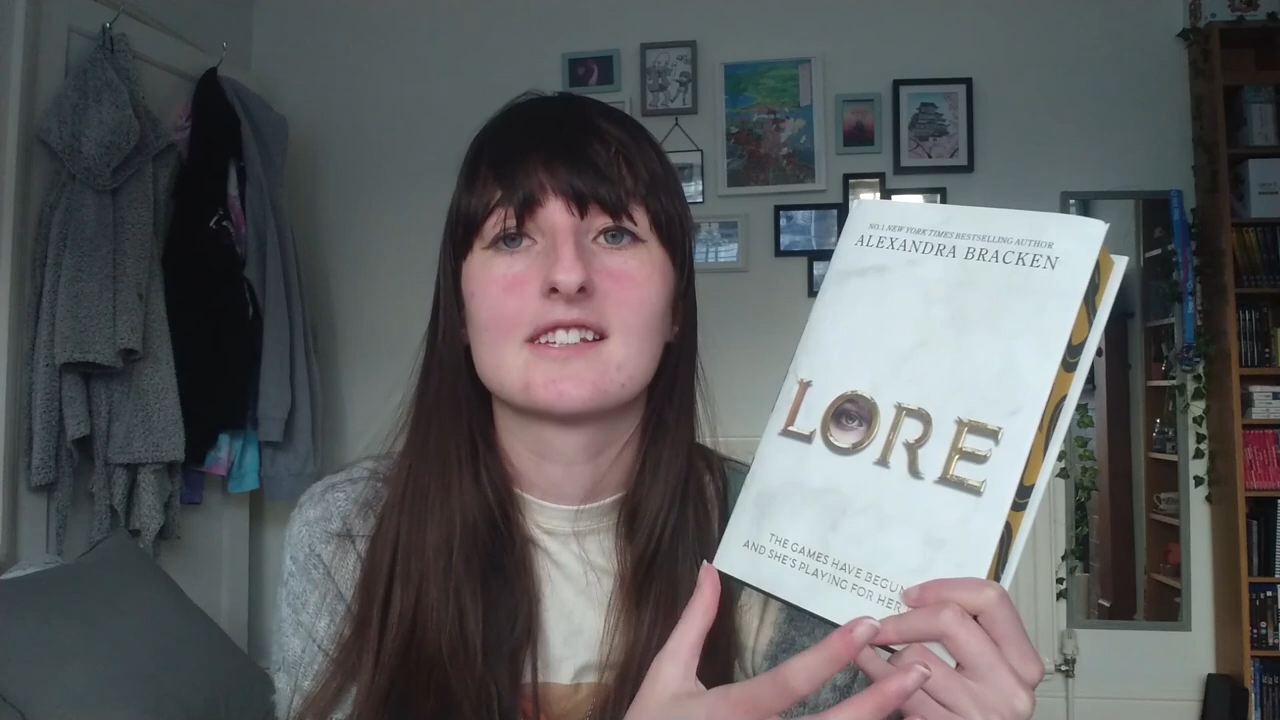 NO.1 NEW YORK TIMES BESTSELLING AUTHOR
ALEXANDRA BRACKEN
LORE
THE GAMES HAVE BEGUN
AND SHE'S PLAYING FOR HER